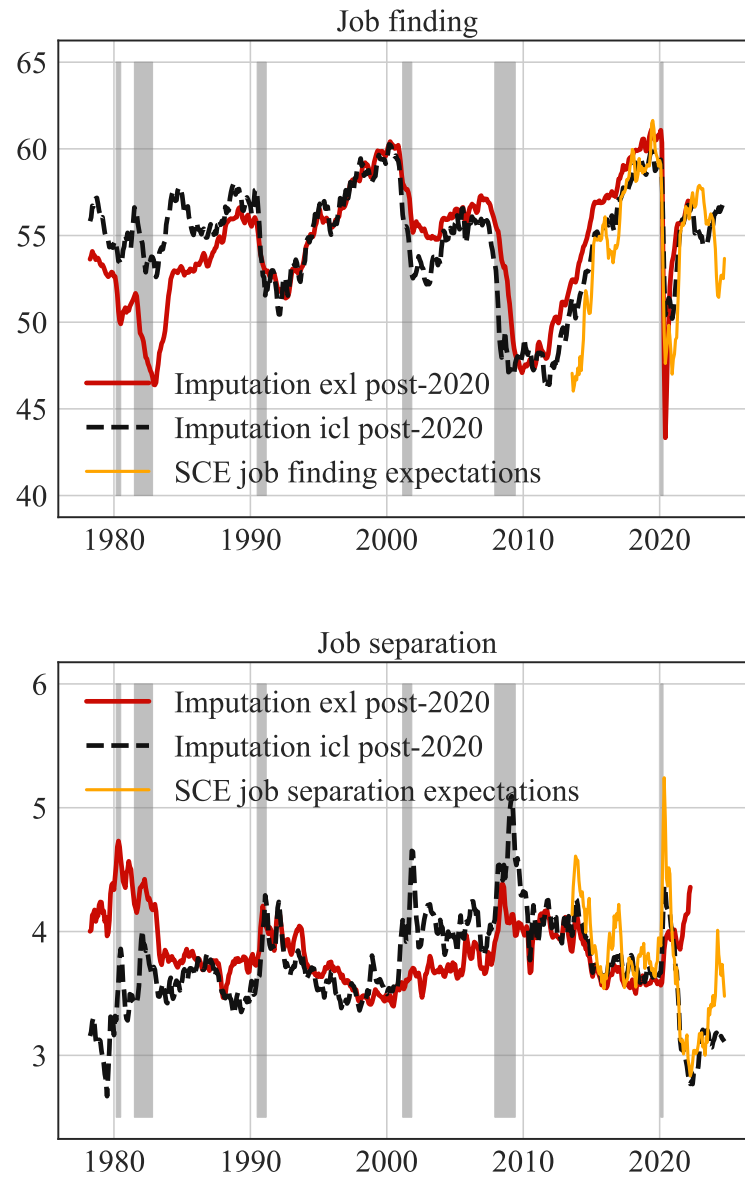 Job finding
65
60
55
50
45
40
Imputation exl post-2020
Imputation icl post-2020
SCE job finding expectations
1980 1990 2000 2010 2020
Job separation
6
5
4
3
Imputation exl post-2020
Imputation icl post-2020
SCE job separation expectations
1980 1990 2000 2010 2020